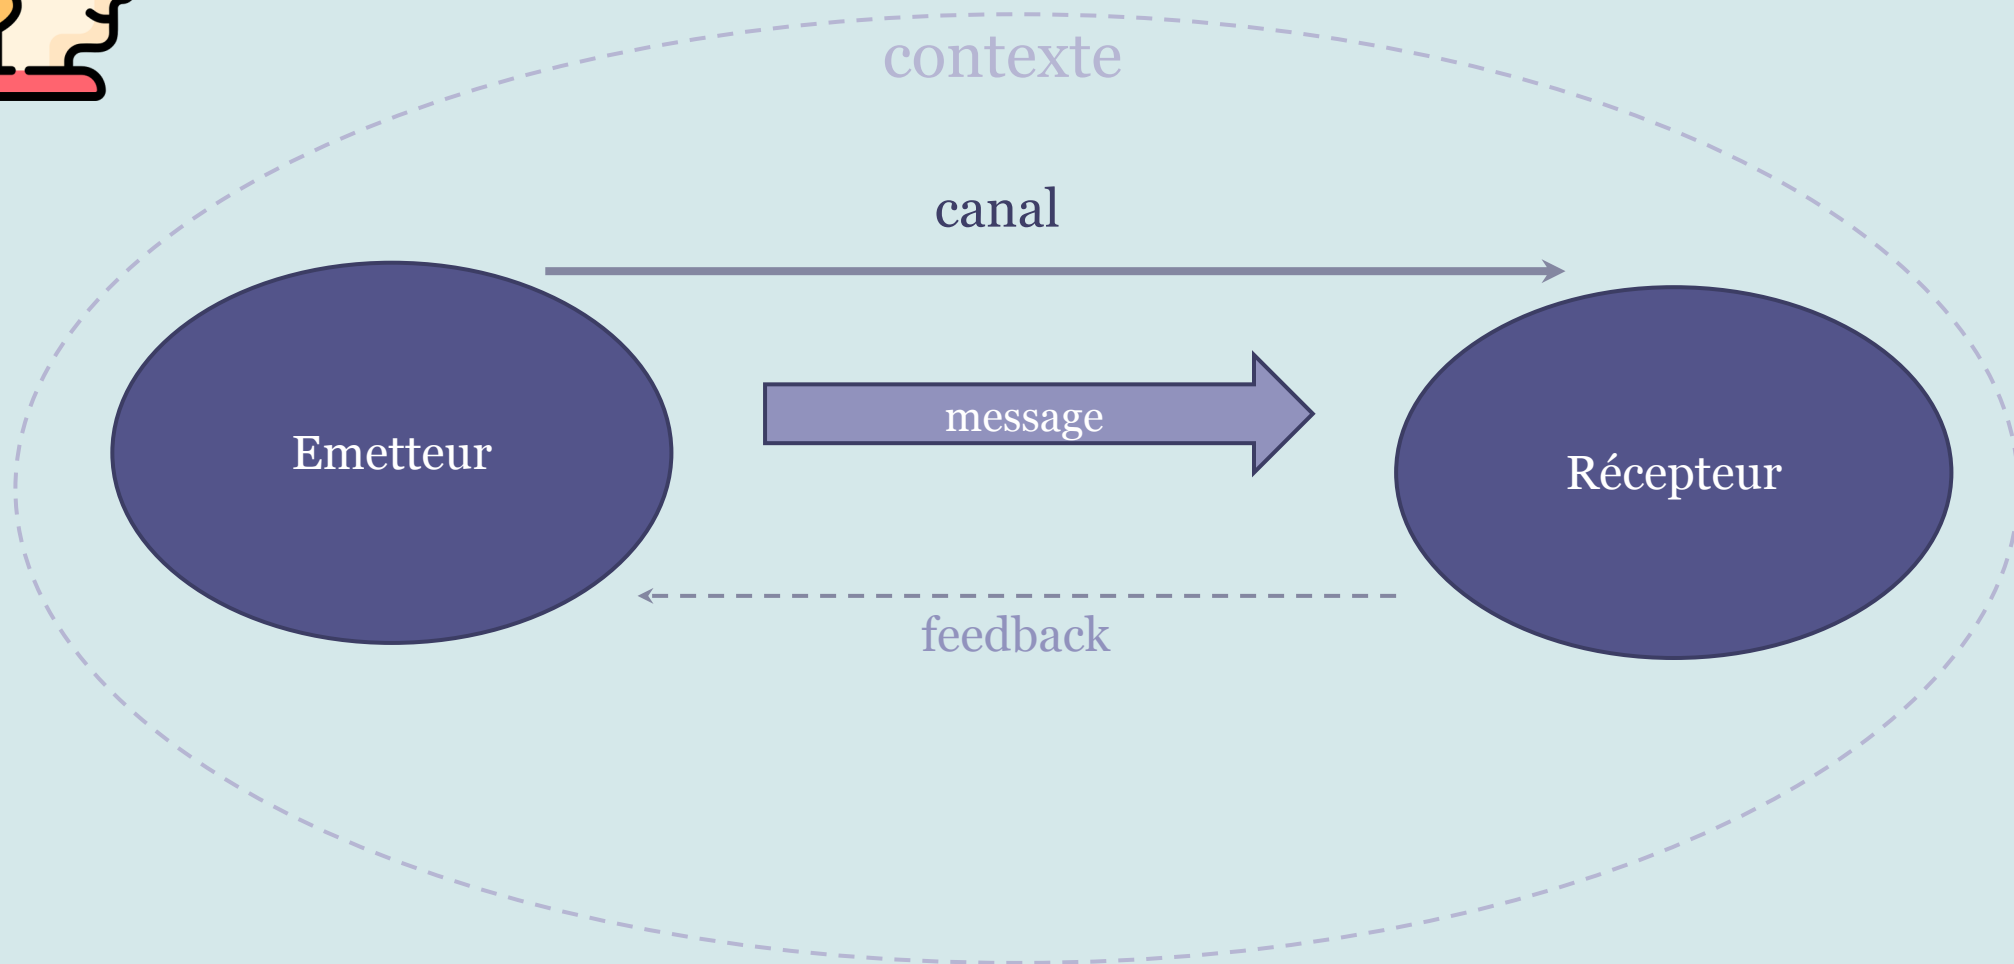 contexte
canal
message
Emetteur
Récepteur
feedback